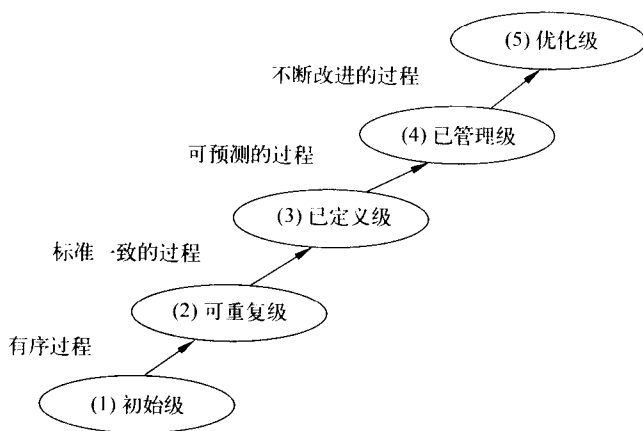 (5) 优化级
不断改进的过程
(4) 已管理级
可预测的过程
(3) 已定义级
标准一致的过程
(2) 可重复级
有序过程
(1) 初始级